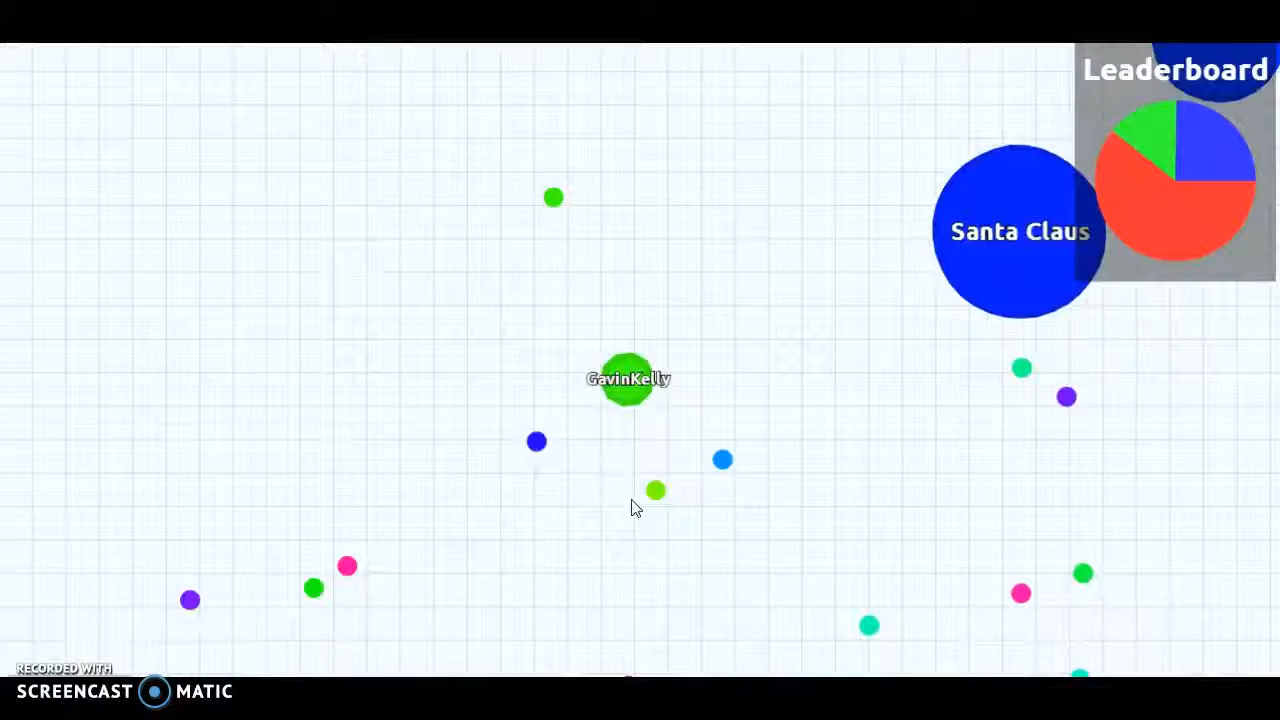 Leaderboard
Santa Claus
GavinKelly
RECORDED WITH
SCREENCAST MATIC